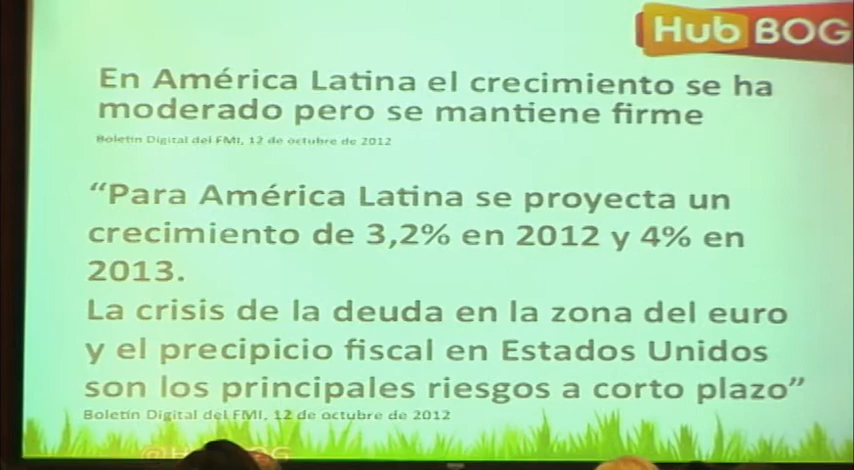 Hub BOG
En América Latina el crecimiento se ha
moderado pero se mantiene firme
Boletín Digital del FMI, 12 de octubre de 2012
“Para América Latina se proyecta un
crecimiento de 3,2% en 2012 y 4% en
2013.
La crisis de la deuda en la zona del euro
y el precipicio fiscal en Estados Unidos
son los principales riesgos a corto plazo”
Boletín Digital del FMI, 12 de octubre de 2012